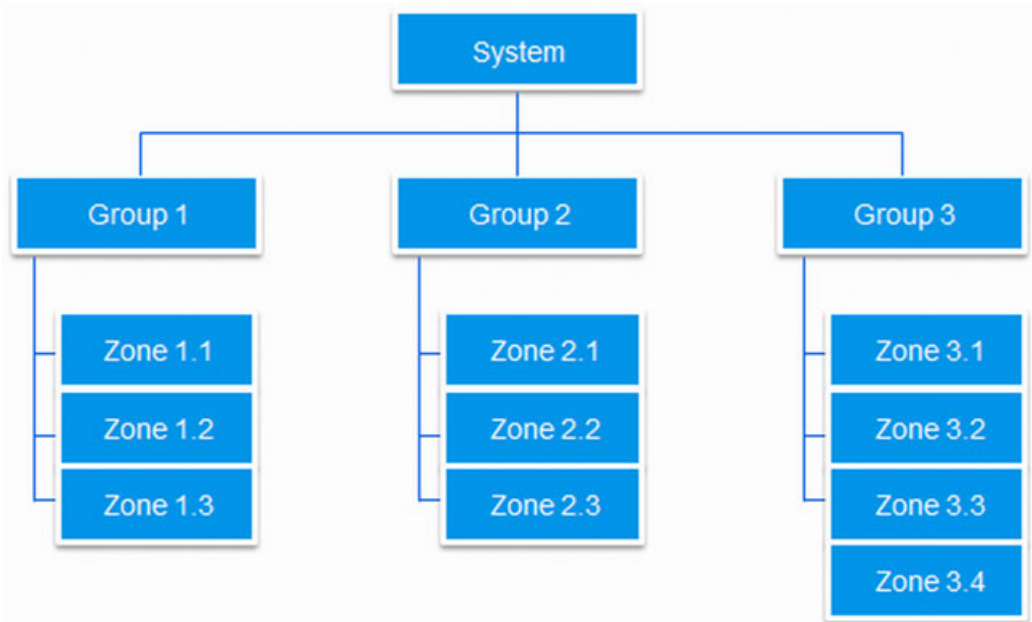 System
Group 1
Group 2
Group 3
Zone 1.1
Zone 1.2
Zone 1.3
Zone 2.1
Zone 2.2
Zone 2.3
Zone 3.1
Zone 3.2
Zone 3.3
Zone 3.4